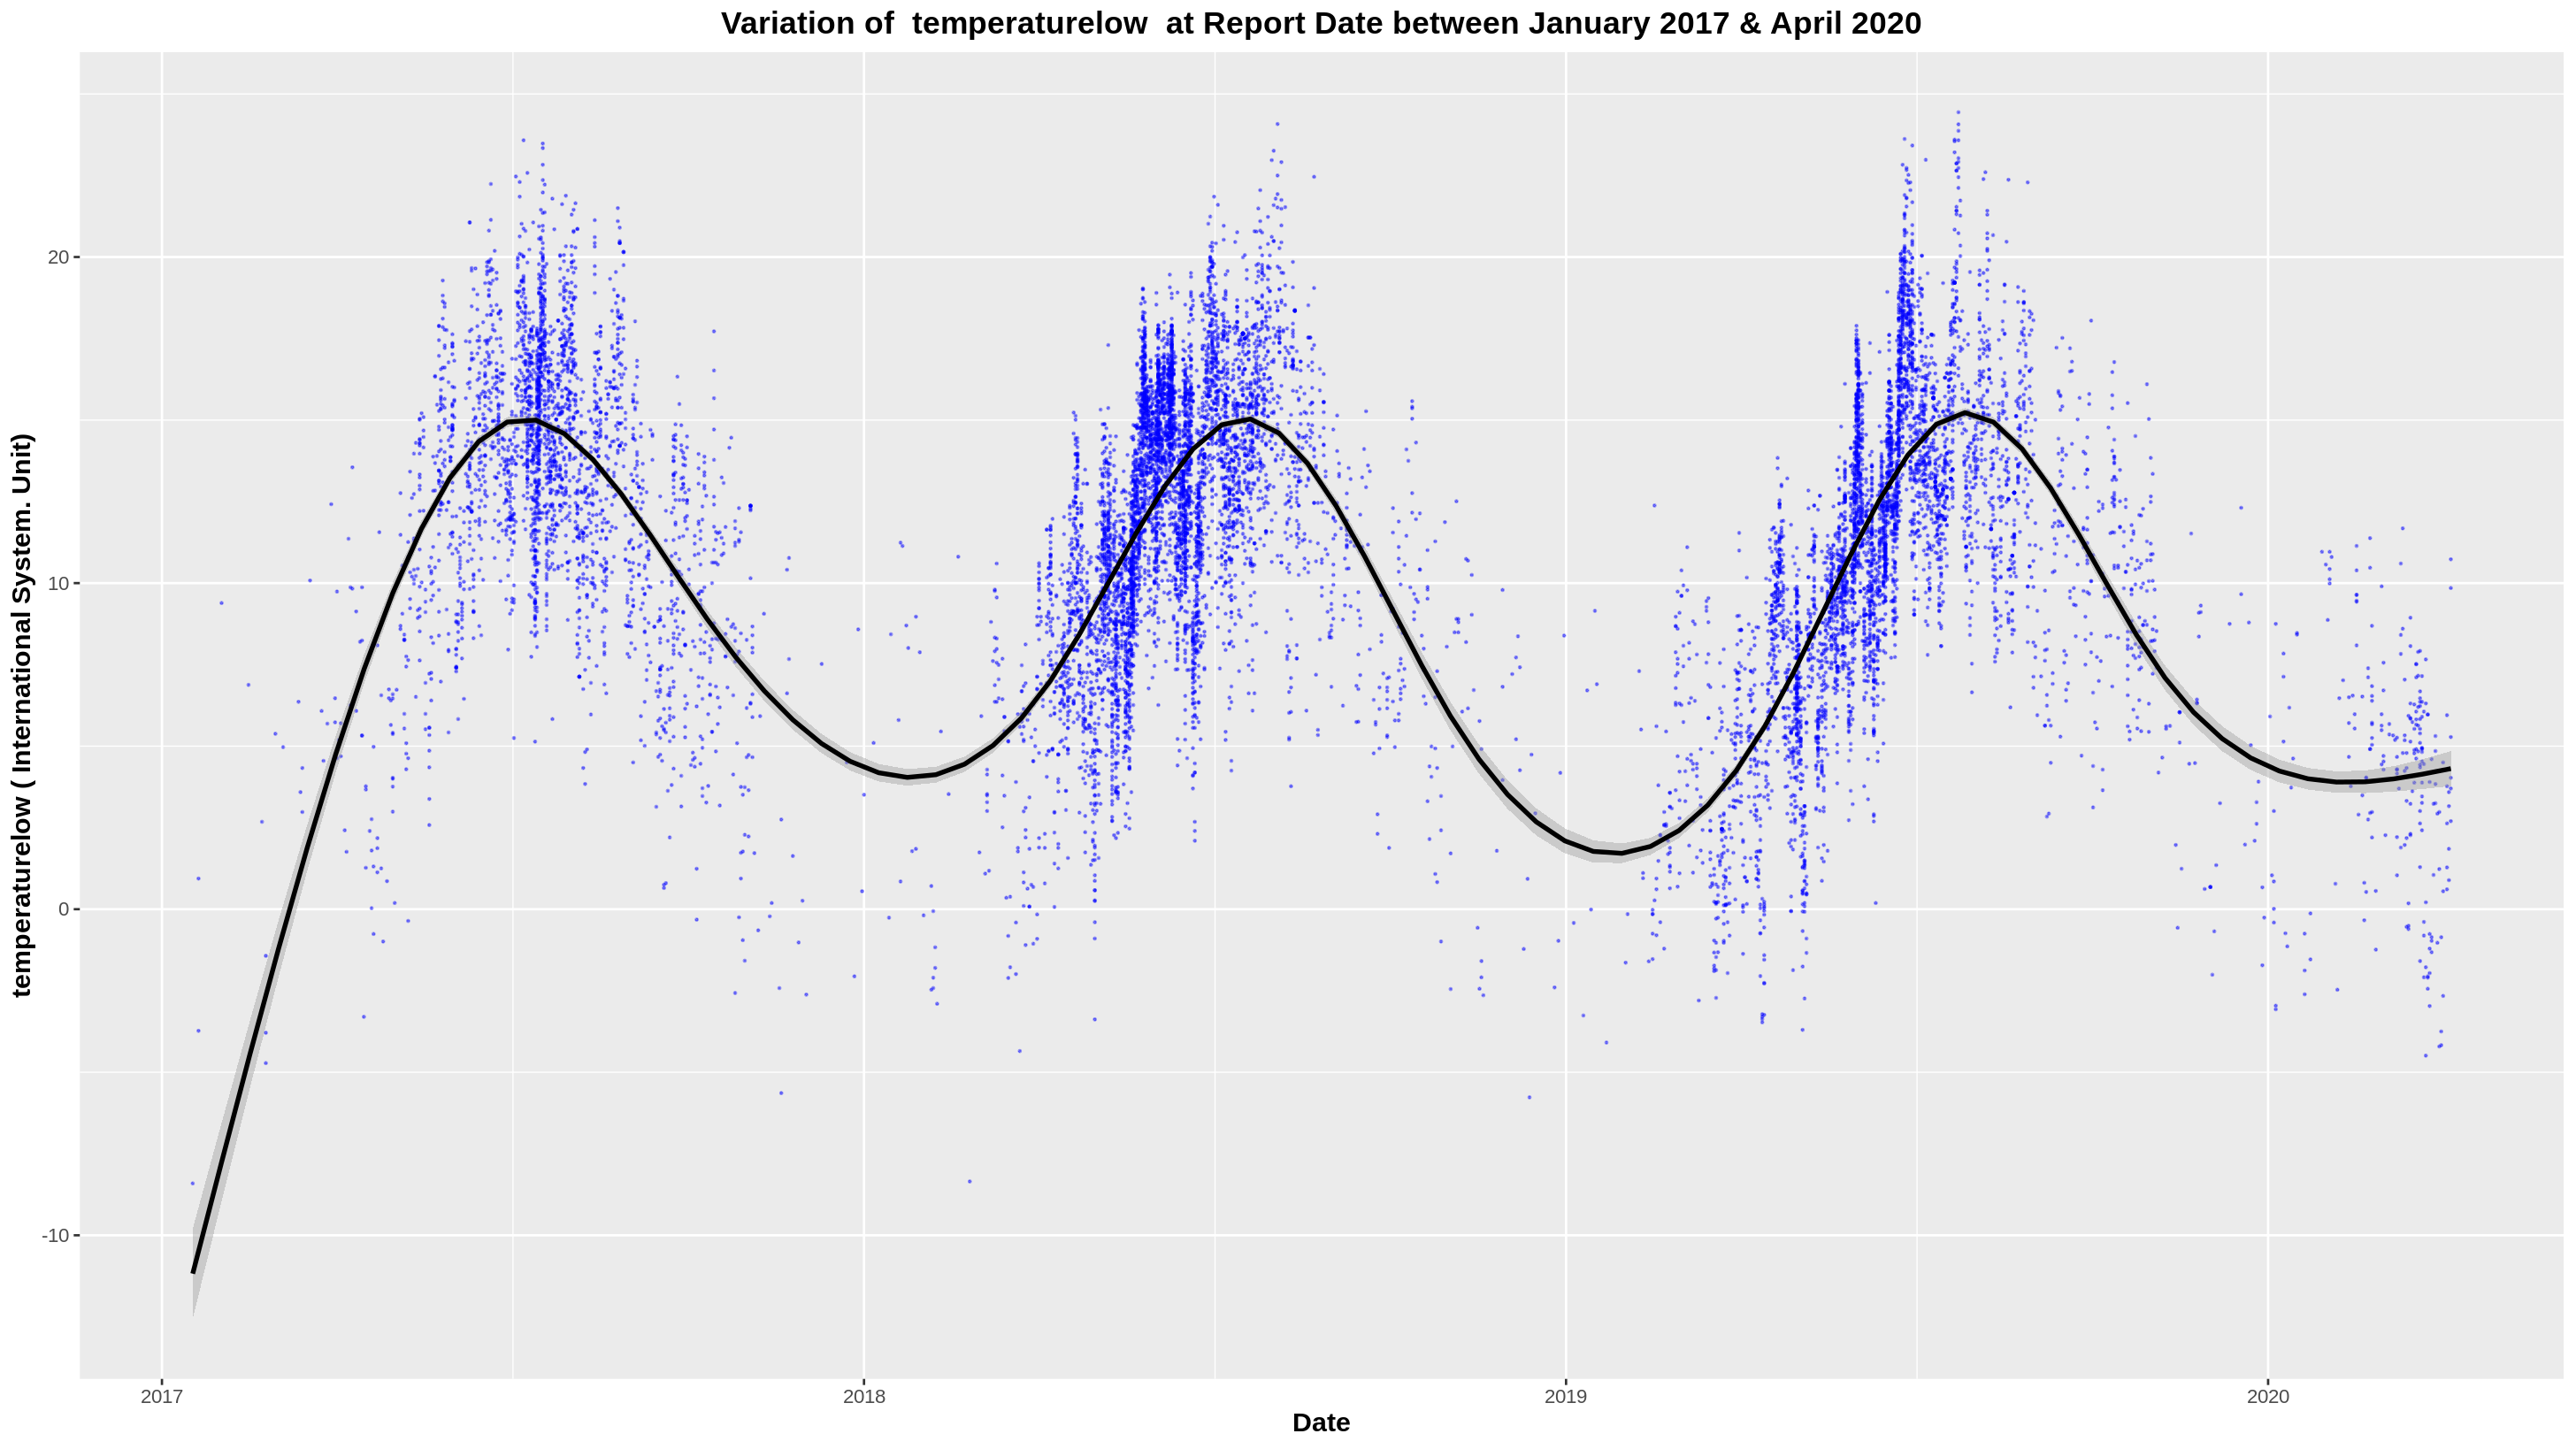 Variation of  temperaturelow  at Report Date between January 2017 & April 2020
temperaturelow ( International System. Unit)
20
10
0
-10
2017
2018
2019
2020
Date